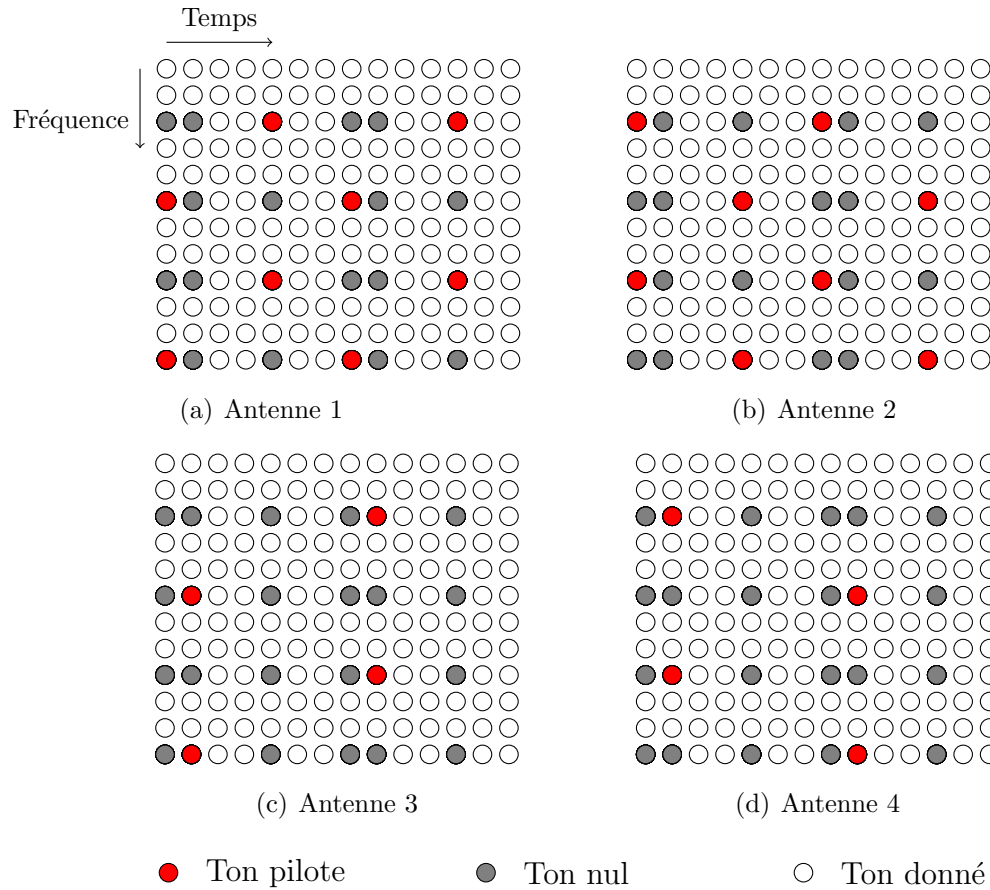 Temps
Fréquence
(a) Antenne 1
(b) Antenne 2
(c) Antenne 3
(d) Antenne 4
Ton pilote
Ton nul
Ton donné